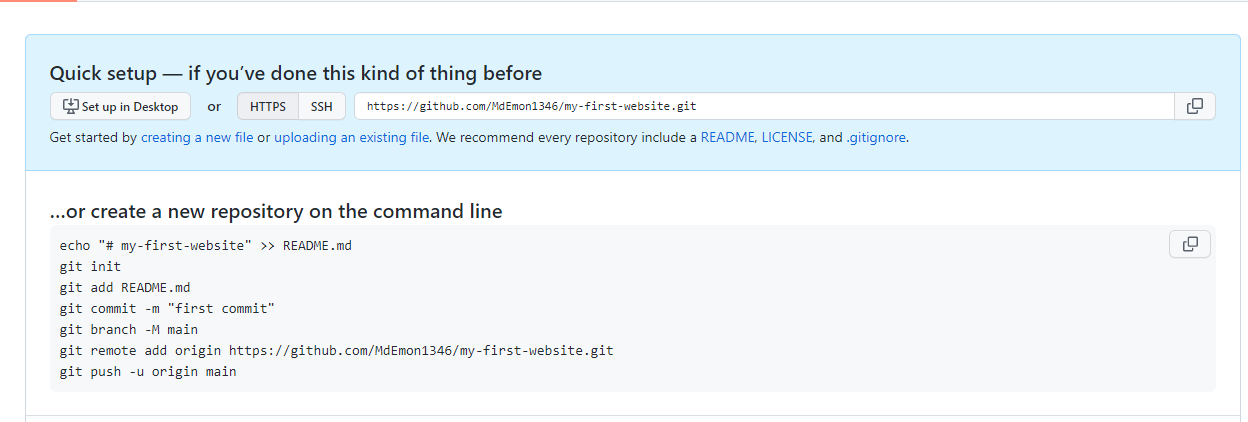 Quick setup — if you’ve done this kind of thing before
Set up in Desktop or HTTPS SSH https://github.com/MdEmon1346/my-first-website.git
Get started by creating a new file or uploading an existing file. We recommend every repository include a README, LICENSE, and .gitignore.
…or create a new repository on the command line
echo "# my-first-website" >> README.md
git init
git add README.md
git commit -m "first commit"
git branch -M main
git remote add origin https://github.com/MdEmon1346/my-first-website.git
git push -u origin main